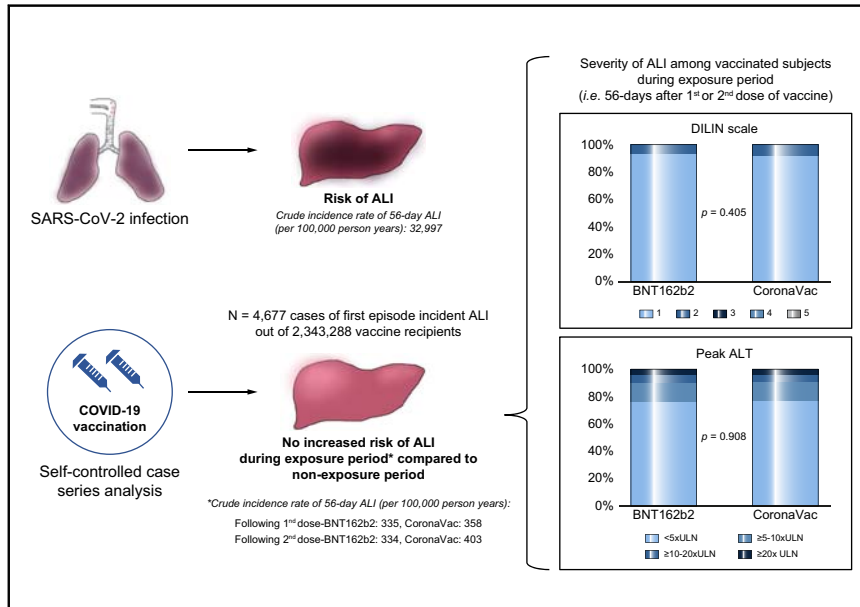 SARS-CoV-2 infection
Risk of ALI
Crude incidence rate of 56-day ALI
(per 100,000 person years): 32,997
N = 4,677 cases of first episode incident ALI
out of 2,343,288 vaccine recipients
COVID-19
vaccination
Self-controlled case
series analysis
No increased risk of ALI
during exposure period* compared to
non-exposure period
*Crude incidence rate of 56-day ALI (per 100,000 person years):
Following 1nd dose-BNT162b2: 335, CoronaVac: 358
Following 2nd dose-BNT162b2: 334, CoronaVac: 403
Severity of ALI among vaccinated subjects
during exposure period
(i.e. 56-days after 1st or 2nd dose of vaccine)
DILIN scale
100%
80%
60%
40%
20%
0%
p = 0.405
BNT162b2 CoronaVac
1 2 3 4 5
Peak ALT
100%
80%
60%
40%
20%
0%
p = 0.908
BNT162b2 CoronaVac
<5xULN ≥5-10xULN
≥10-20xULN ≥20x ULN